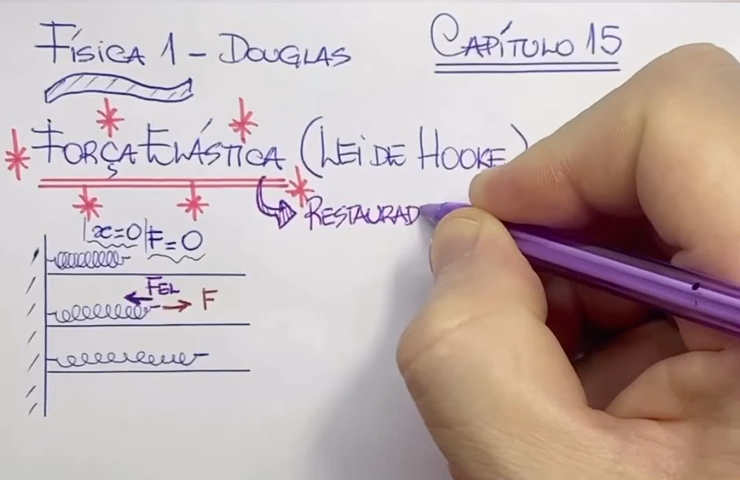 FÍSICA 1 - DOUGLAS
CAPÍTULO 15
FORÇA ELÁSTICA (LEI DE HOOKE)
RESTAURAD
x=0 F=0
FEL F